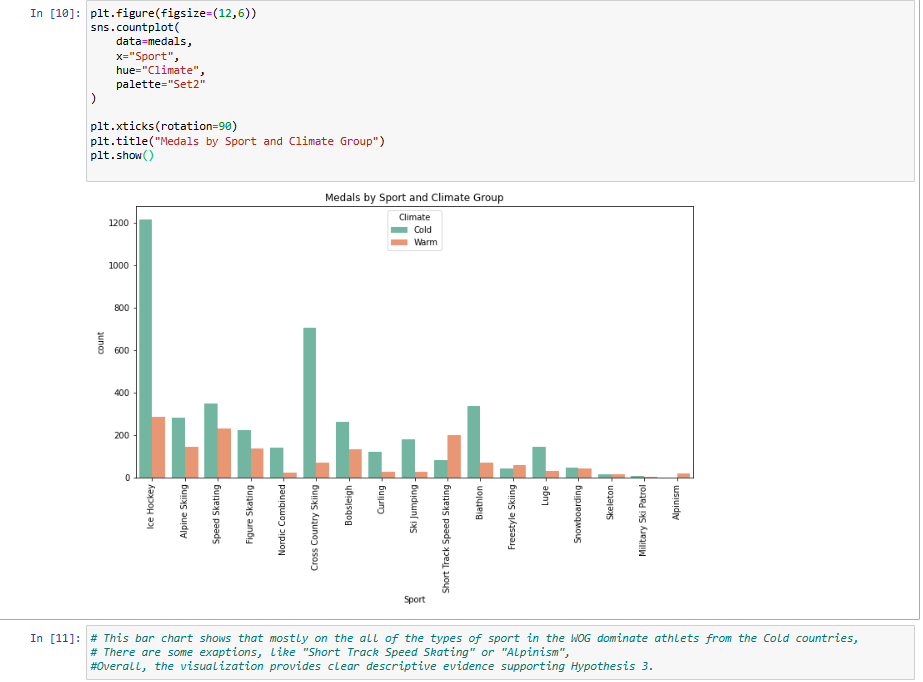 In [10]: plt.figure(figsize=(12,6))
sns.countplot(
data=medals,
x="Sport",
hue="Climate",
palette="Set2"
)
plt.xticks(rotation=90)
plt.title("Medals by Sport and Climate Group")
plt.show()
Medals by Sport and Climate Group
Climate
Cold
Warm
1200
1000
800
600
400
200
0
count
Ice Hockey
Alpine Skiing
Speed Skating
Figure Skating
Nordic Combined
Cross Country Skiing
Bobsleigh
Curling
Ski Jumping
Short Track Speed Skating
Biathlon
Freestyle Skiing
Luge
Snowboarding
Skeleton
Military Ski Patrol
Alpinism
Sport
In [11]: # This bar chart shows that mostly on the all of the types of sport in the WOG dominate athlets from the Cold countries,
# There are some exaptions, like "Short Track Speed Skating" or "Alpinism",
#Overall, the visualization provides clear descriptive evidence supporting Hypothesis 3.